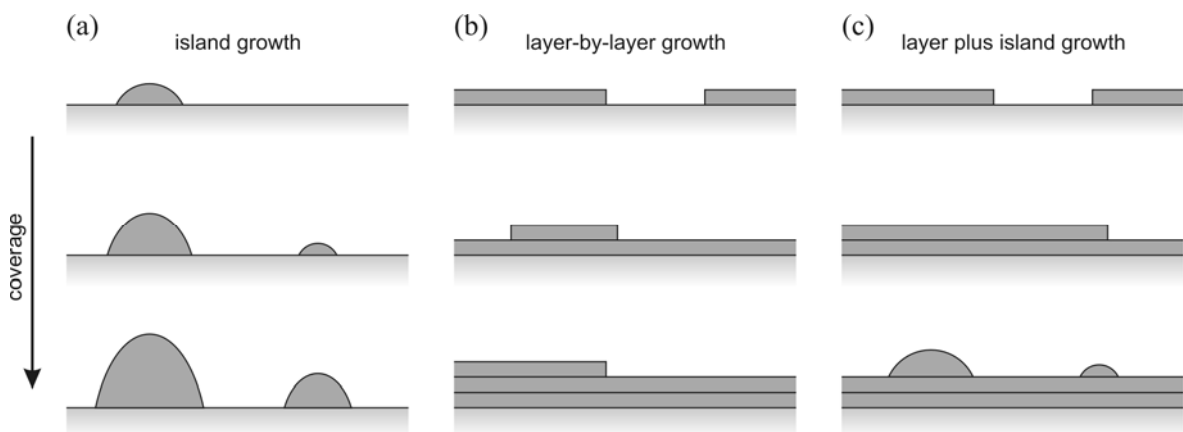 (a)
island growth
(b)
layer-by-layer growth
(c)
layer plus island growth
coverage